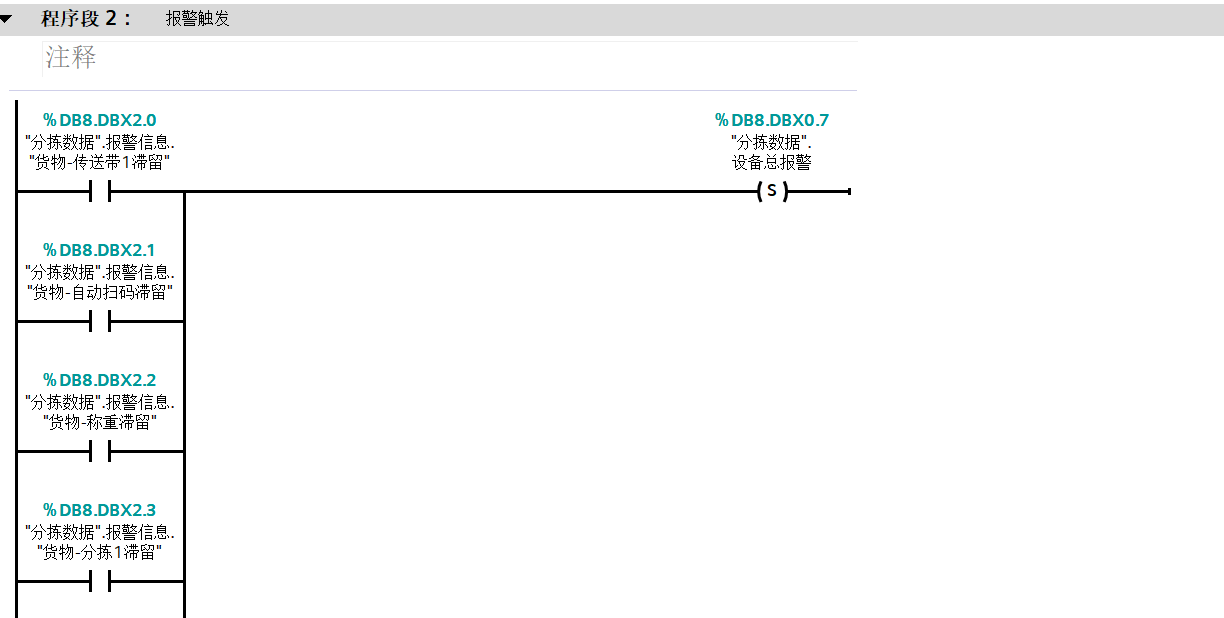 程序段 2： 报警触发
注释
%DB8.DBX2.0
"分拣数据".报警信息.
"货物-传送带1滞留"
%DB8.DBX0.7
"分拣数据".
设备总报警
S
%DB8.DBX2.1
"分拣数据".报警信息.
"货物-自动扫码滞留"
%DB8.DBX2.2
"分拣数据".报警信息.
"货物-称重滞留"
%DB8.DBX2.3
"分拣数据".报警信息.
"货物-分拣1滞留"